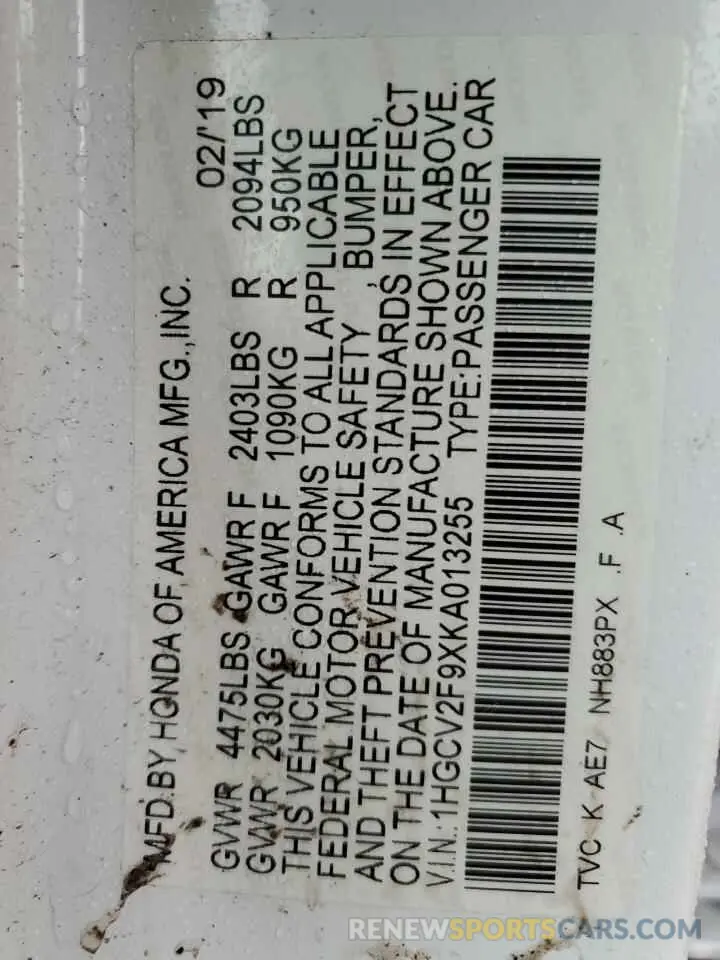 MFD.BY HONDA OF AMERICA MFG.,INC. 02/'19
GVWR 4475LBS GAWR F 2403LBS R 2094LBS
GVWR 2030KG GAWR F 1090KG R 950KG
THIS VEHICLE CONFORMS TO ALL APPLICABLE
FEDERAL MOTOR VEHICLE SAFETY , BUMPER,
AND THEFT PREVENTION STANDARDS IN EFFECT
ON THE DATE OF MANUFACTURE SHOWN ABOVE.
V.I.N.:1HGCV2F9XKA013255 TYPE:PASSENGER CAR
TVC K AE7 NH883PX .F .A
RENEWSPORTSCARS.COM